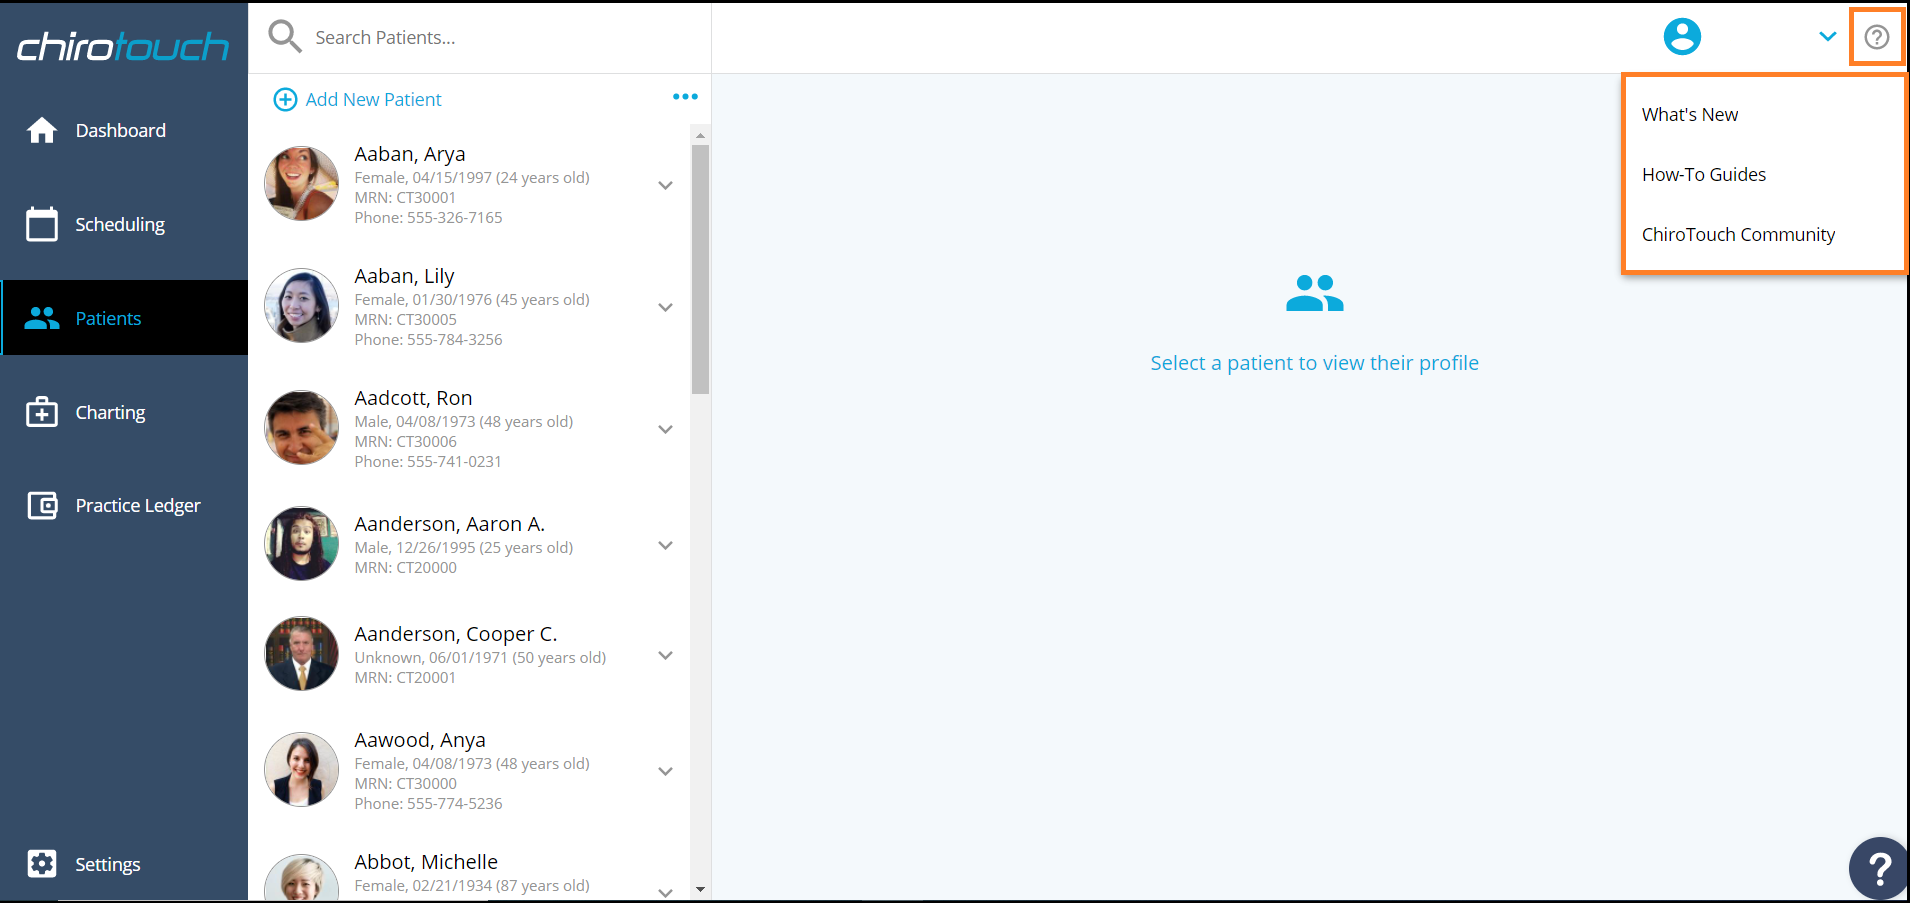 chirotouch
Dashboard
Scheduling
Patients
Charting
Practice Ledger
Settings
Search Patients...
Add New Patient
Aaban, Arya
Female, 04/15/1997 (24 years old)
MRN: CT30001
Phone: 555-326-7165
Aaban, Lily
Female, 01/30/1976 (45 years old)
MRN: CT30005
Phone: 555-784-3256
Aadcott, Ron
Male, 04/08/1973 (48 years old)
MRN: CT30006
Phone: 555-741-0231
Aanderson, Aaron A.
Male, 12/26/1995 (25 years old)
MRN: CT20000
Aanderson, Cooper C.
Unknown, 06/01/1971 (50 years old)
MRN: CT20001
Aawood, Anya
Female, 04/08/1973 (48 years old)
MRN: CT30000
Phone: 555-774-5236
Abbot, Michelle
Female, 02/21/1934 (87 years old)
Select a patient to view their profile
?
What's New
How-To Guides
ChiroTouch Community
?